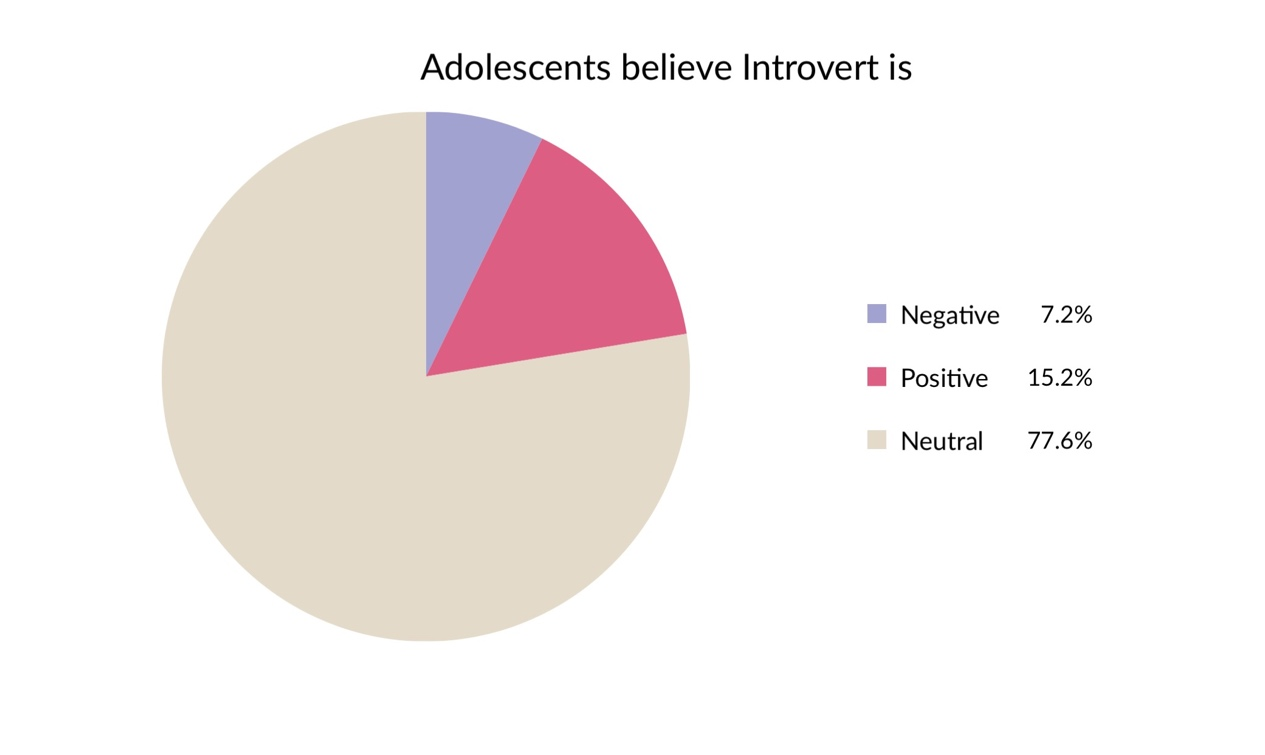 Adolescents believe Introvert is
Negative 7.2%
Positive 15.2%
Neutral 77.6%